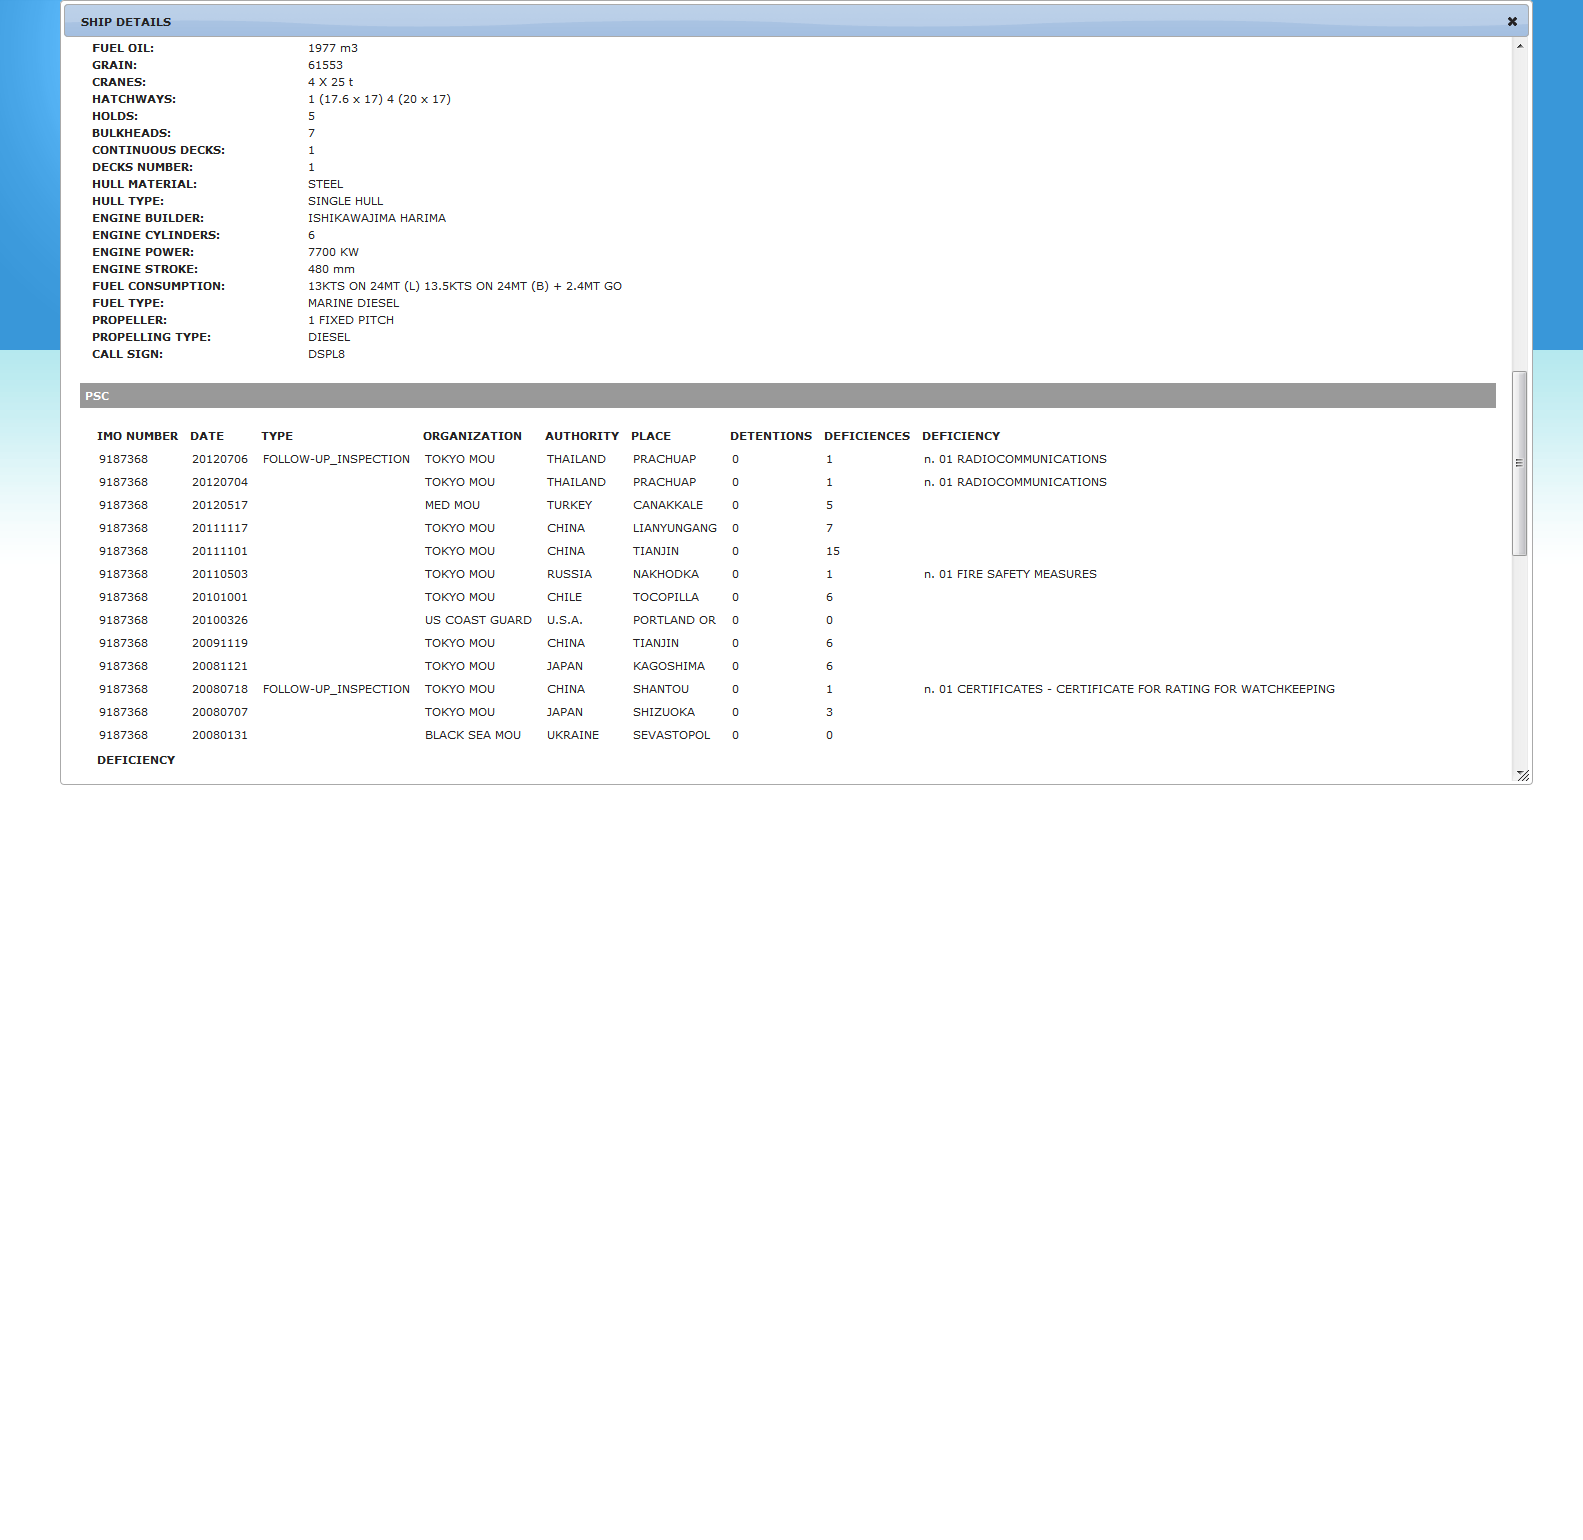 SHIP DETAILS
FUEL OIL: 1977 m3
GRAIN: 61553
CRANES: 4 X 25 t
HATCHWAYS: 1 (17.6 x 17) 4 (20 x 17)
HOLDS: 5
BULKHEADS: 7
CONTINUOUS DECKS: 1
DECKS NUMBER: 1
HULL MATERIAL: STEEL
HULL TYPE: SINGLE HULL
ENGINE BUILDER: ISHIKAWAJIMA HARIMA
ENGINE CYLINDERS: 6
ENGINE POWER: 7700 KW
ENGINE STROKE: 480 mm
FUEL CONSUMPTION: 13KTS ON 24MT (L) 13.5KTS ON 24MT (B) + 2.4MT GO
FUEL TYPE: MARINE DIESEL
PROPELLER: 1 FIXED PITCH
PROPELLING TYPE: DIESEL
CALL SIGN: DSPL8
PSC
IMO NUMBER DATE TYPE ORGANIZATION AUTHORITY PLACE DETENTIONS DEFICIENCES DEFICIENCY
9187368 20120706 FOLLOW-UP_INSPECTION TOKYO MOU THAILAND PRACHUAP 0 1 n. 01 RADIOCOMMUNICATIONS
9187368 20120704 TOKYO MOU THAILAND PRACHUAP 0 1 n. 01 RADIOCOMMUNICATIONS
9187368 20120517 MED MOU TURKEY CANAKKALE 0 5
9187368 20111117 TOKYO MOU CHINA LIANYUNGANG 0 7
9187368 20111101 TOKYO MOU CHINA TIANJIN 0 15
9187368 20110503 TOKYO MOU RUSSIA NAKHODKA 0 1 n. 01 FIRE SAFETY MEASURES
9187368 20101001 TOKYO MOU CHILE TOCOPILLA 0 6
9187368 20100326 US COAST GUARD U.S.A. PORTLAND OR 0 0
9187368 20091119 TOKYO MOU CHINA TIANJIN 0 6
9187368 20081121 TOKYO MOU JAPAN KAGOSHIMA 0 6
9187368 20080718 FOLLOW-UP_INSPECTION TOKYO MOU CHINA SHANTOU 0 1 n. 01 CERTIFICATES - CERTIFICATE FOR RATING FOR WATCHKEEPING
9187368 20080707 TOKYO MOU JAPAN SHIZUOKA 0 3
9187368 20080131 BLACK SEA MOU UKRAINE SEVASTOPOL 0 0
DEFICIENCY